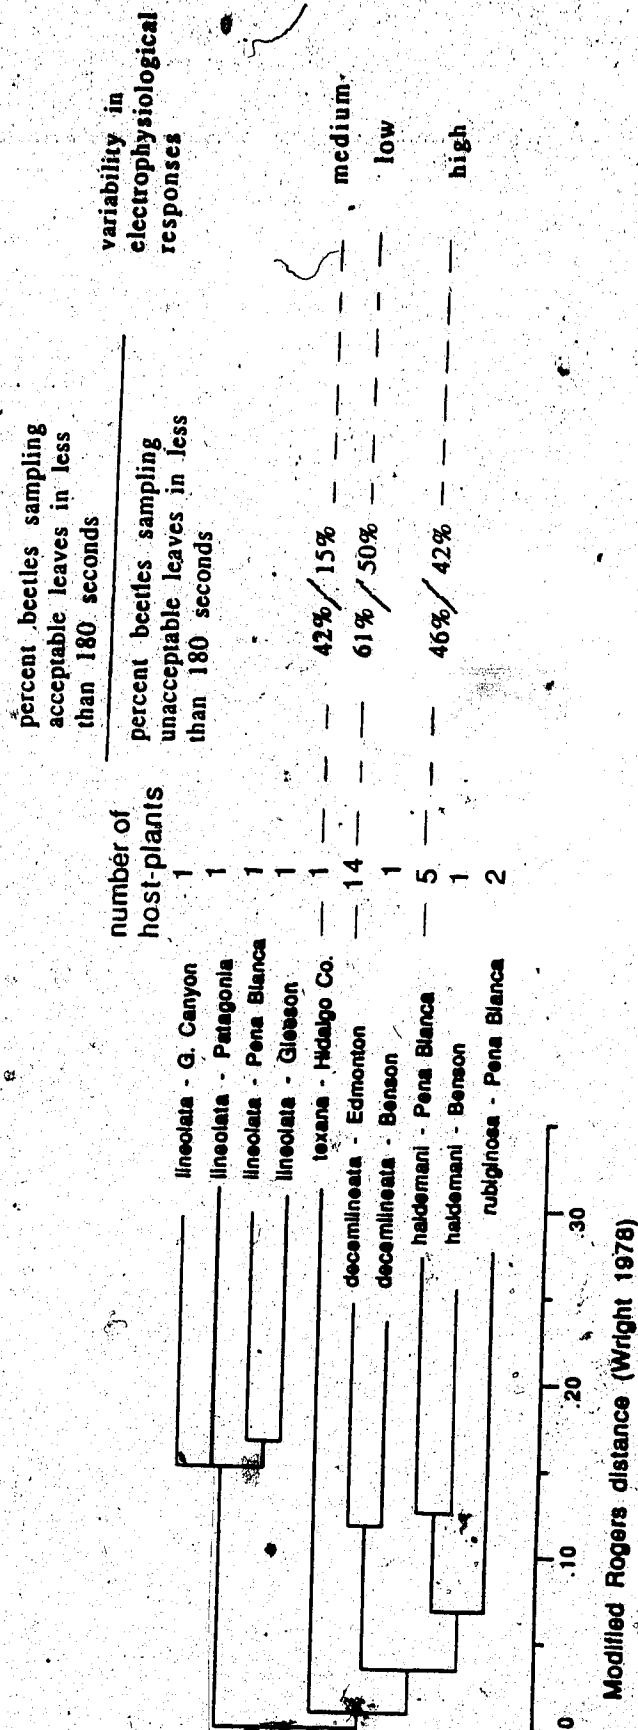 percent beetles sampling
acceptable leaves in less
than 180 seconds
percent beetles sampling
unacceptable leaves in less
than 180 seconds
variability in
electrophysiological
responses
number of
host-plants
lineolata - G. Canyon 1
lineolata - Patagonia 1
lineolata - Pena Blanca 1
lineolata - Gleeson 1
texana - Hidalgo Co. — 1 — — — 42% / 15% — — — — — — medium
decemlineata - Edmonton — 14 — — — 61% / 50% — — — — — — low
decemlineata - Benson 1
haldemani - Pena Blanca — 5 — — — 46% / 42% — — — — — — high
haldemani - Benson 1
rubiginosa - Pena Blanca 2
0 .10 .20 .30
Modified Rogers distance (Wright 1978)